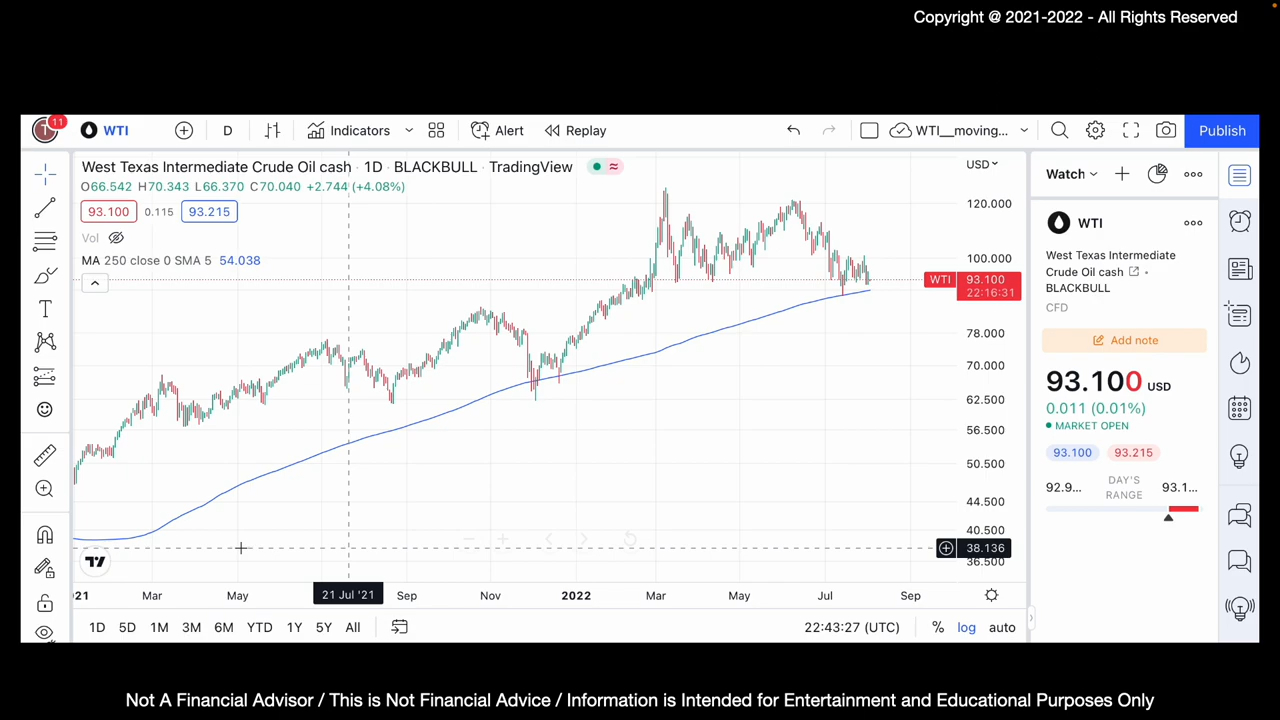 Copyright @ 2021-2022 - All Rights Reserved
11
T
WTI
D
Indicators
Alert
Replay
WTI__moving...
Publish
West Texas Intermediate Crude Oil cash · 1D · BLACKBULL · TradingView
O66.542 H70.343 L66.370 C70.040 +2.744 (+4.08%)
93.100 0.115 93.215
Vol
MA 250 close 0 SMA 5 54.038
USD
120.000
100.000
WTI 93.100
22:16:31
78.000
70.000
62.500
56.500
50.500
44.500
40.500
38.136
36.500
21 Mar May 21 Jul '21 Sep Nov 2022 Mar May Jul Sep
1D 5D 1M 3M 6M YTD 1Y 5Y All
22:43:27 (UTC) % log auto
Watch
WTI
West Texas Intermediate
Crude Oil cash
BLACKBULL
CFD
Add note
93.100 USD
0.011 (0.01%)
MARKET OPEN
93.100 93.215
92.9... DAY'S RANGE 93.1...
Not A Financial Advisor / This is Not Financial Advice / Information is Intended for Entertainment and Educational Purposes Only